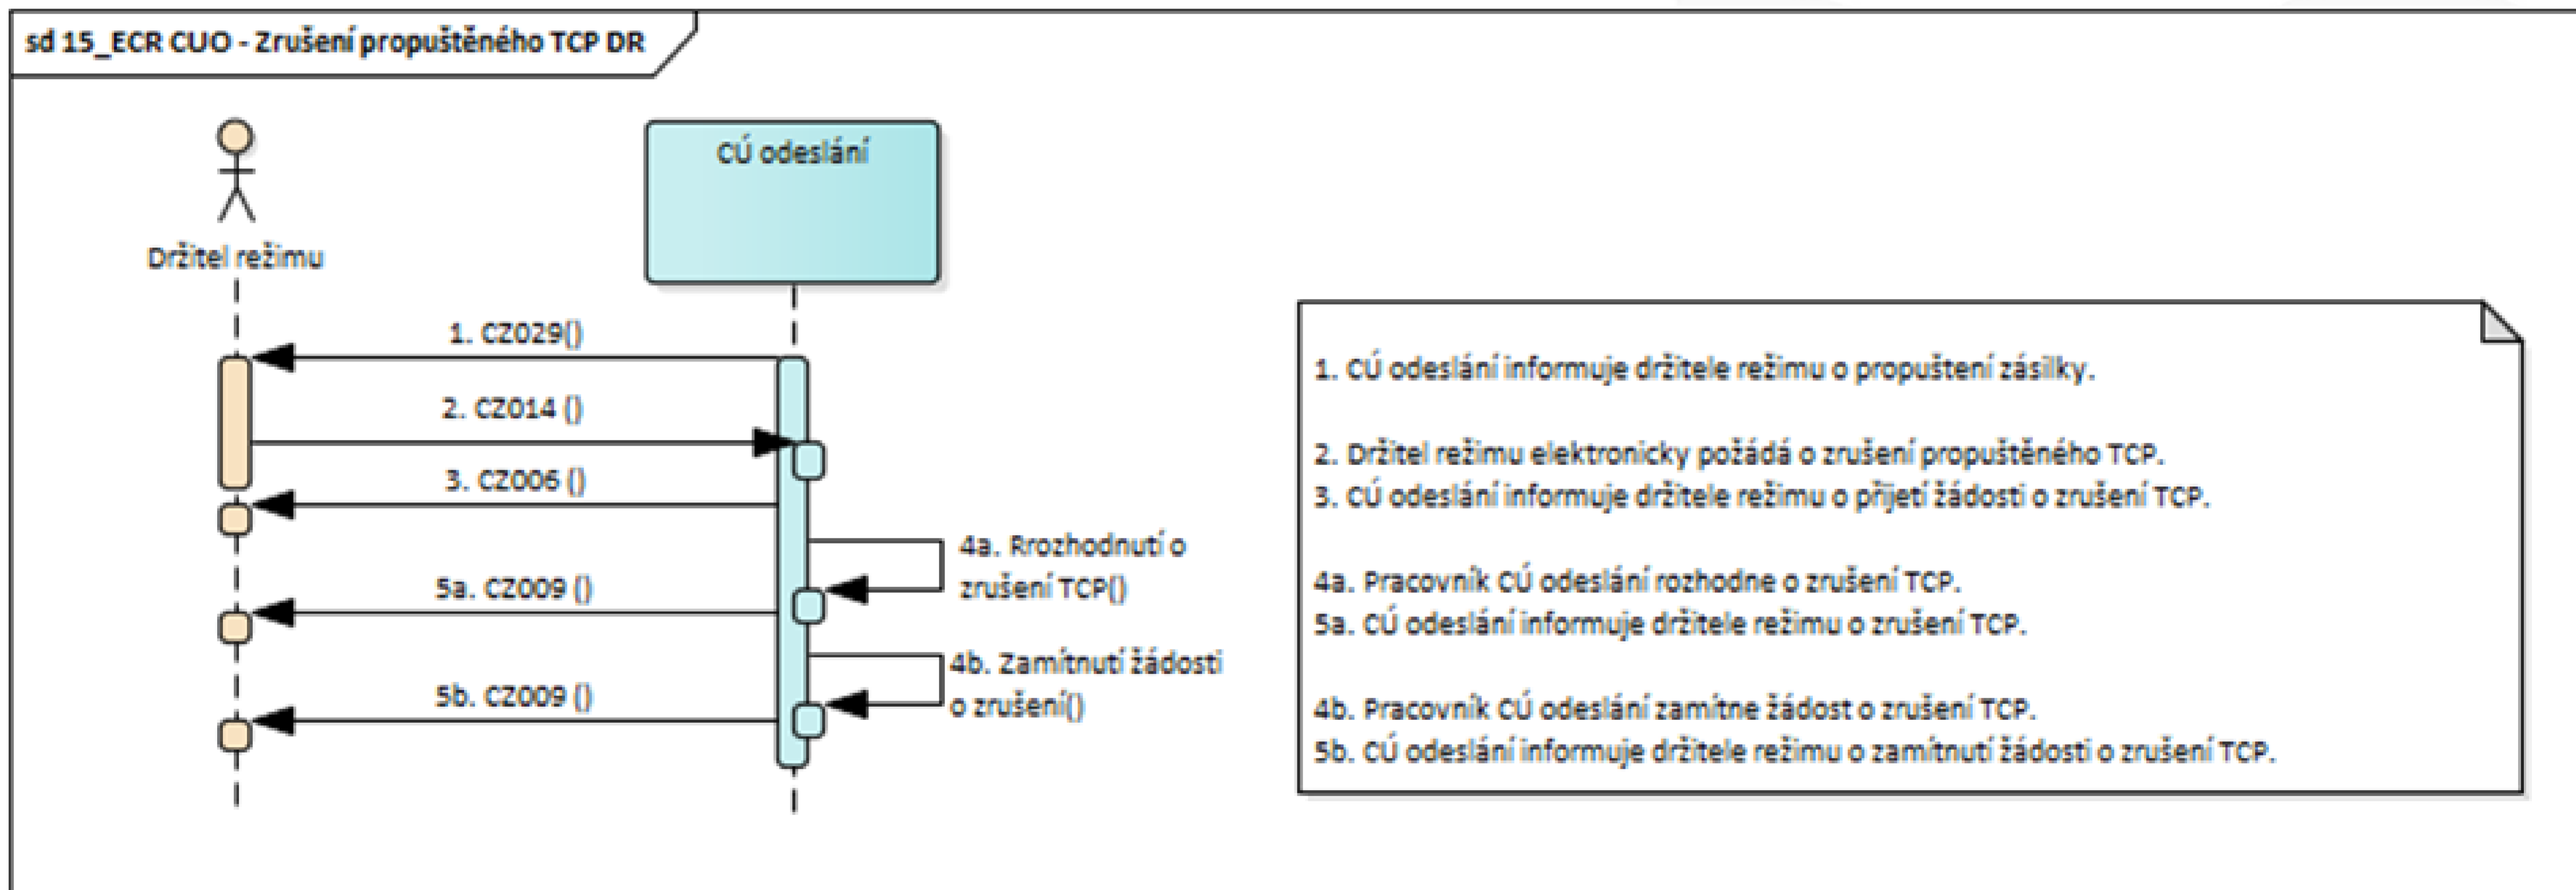 sd 15_ECR CUO - Zrušení propuštěného TCP DR
CÚ odeslání
Držitel režimu
1. CZ029()
2. CZ014 ()
3. CZ006 ()
4a. Rrozhodnutí o
zrušení TCP()
5a. CZ009 ()
4b. Zamítnutí žádosti
o zrušení()
5b. CZ009 ()
1. CÚ odeslání informuje držitele režimu o propuštení zásilky.
2. Držitel režimu elektronicky požádá o zrušení propuštěného TCP.
3. CÚ odeslání informuje držitele režimu o přijetí žádosti o zrušení TCP.
4a. Pracovník CÚ odeslání rozhodne o zrušení TCP.
5a. CÚ odeslání informuje držitele režimu o zrušení TCP.
4b. Pracovník CÚ odeslání zamítne žádost o zrušení TCP.
5b. CÚ odeslání informuje držitele režimu o zamítnutí žádosti o zrušení TCP.